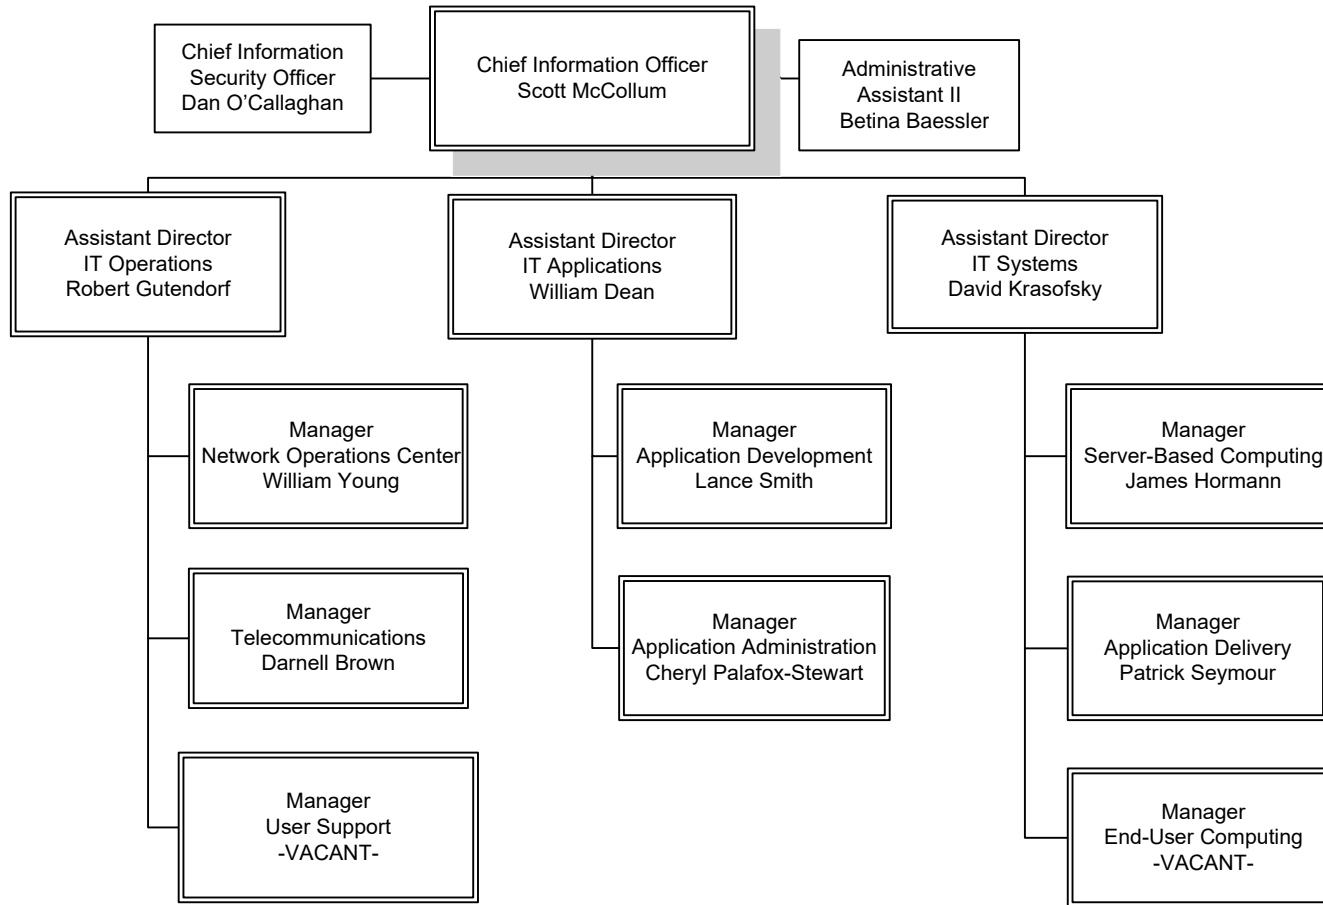 Chief Information
Security Officer
Dan O’Callaghan
Chief Information Officer
Scott McCollum
Administrative
Assistant II
Betina Baessler
Assistant Director
IT Operations
Robert Gutendorf
Assistant Director
IT Applications
William Dean
Assistant Director
IT Systems
David Krasofsky
Manager
Network Operations Center
William Young
Manager
Application Development
Lance Smith
Manager
Server-Based Computing
James Hormann
Manager
Telecommunications
Darnell Brown
Manager
Application Administration
Cheryl Palafox-Stewart
Manager
Application Delivery
Patrick Seymour
Manager
User Support
-VACANT-
Manager
End-User Computing
-VACANT-